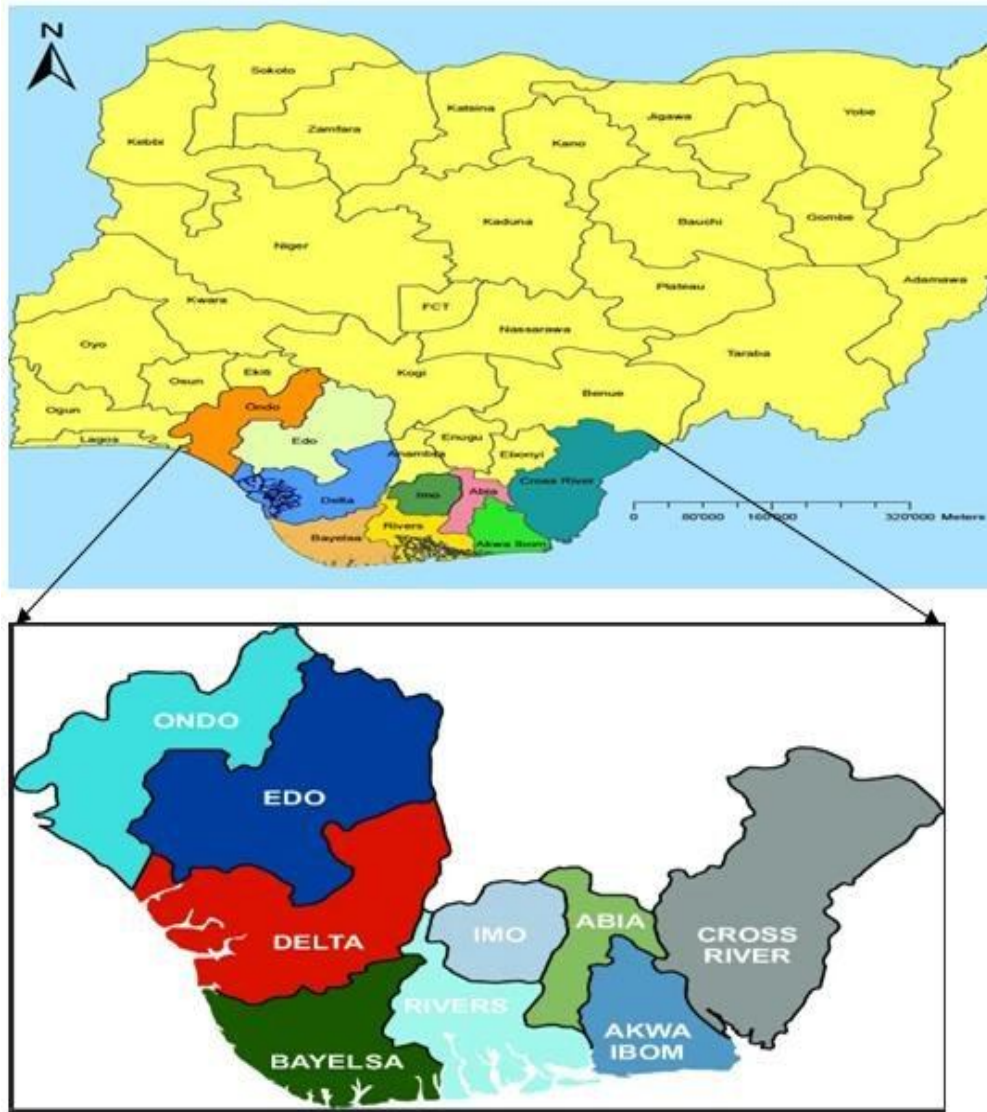 N
Sokoto
Katsina
Jigawa
Yobe
Zamfara
Kebbi
Kano
Kaduna
Bauchi
Gombe
Niger
Adamawa
Plateau
Kwara
FCT
Nassarawa
Oyo
Taraba
Ekiti
Kogi
Osun
Benue
Ogun
Ondo
Lagos
Edo
Enugu
Anambra
Ebonyi
Cross River
Delta
Imo
Abia
Rivers
Bayelsa
Akwa Ibom
0 80'000 160'000 320'000 Meters
ONDO
EDO
DELTA
IMO
ABIA
CROSS
RIVER
RIVERS
AKWA
IBOM
BAYELSA